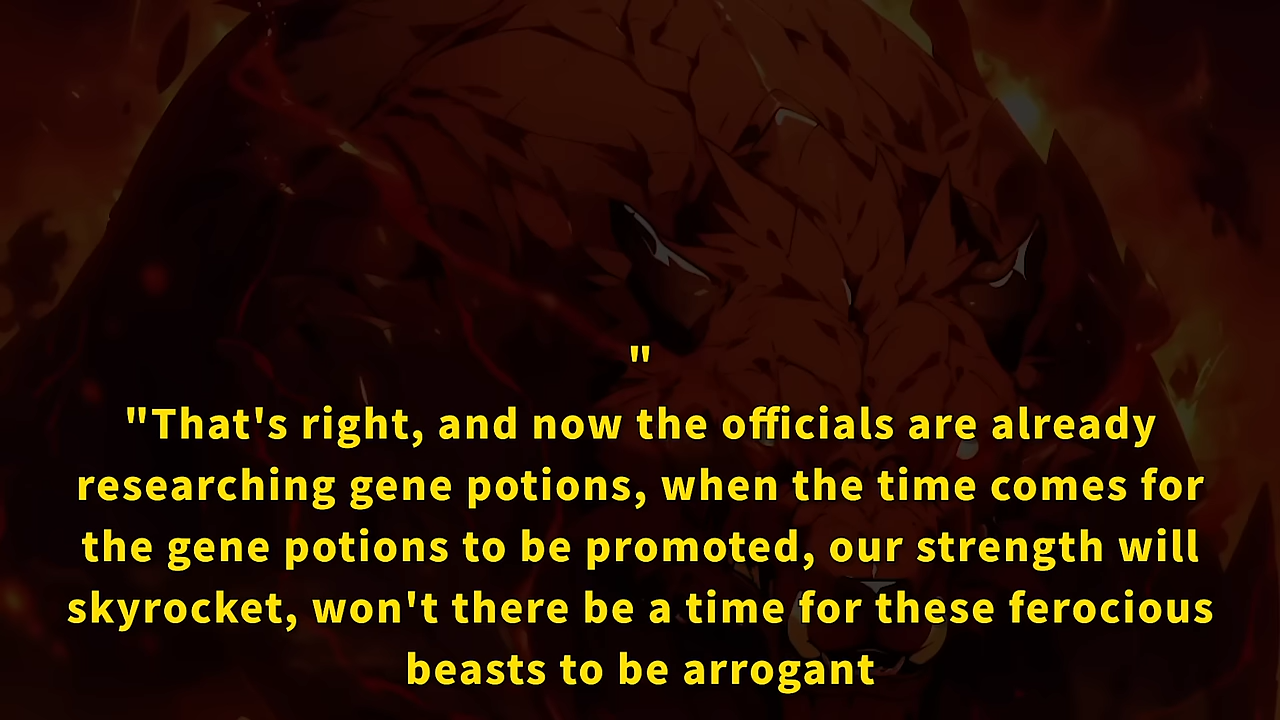 "
"That's right, and now the officials are already
researching gene potions, when the time comes for
the gene potions to be promoted, our strength will
skyrocket, won't there be a time for these ferocious
beasts to be arrogant